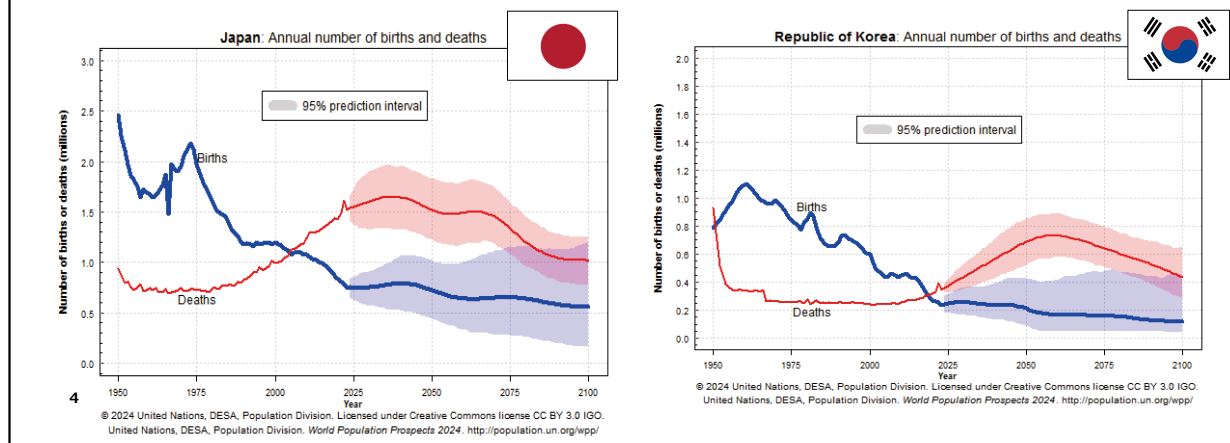 Japan: Annual number of births and deaths
3.0
2.5
2.0
1.5
1.0
0.5
0.0
Number of births or deaths (millions)
95% prediction interval
Births
Deaths
1950 1975 2000 2025 2050 2075 2100
Year
© 2024 United Nations, DESA, Population Division. Licensed under Creative Commons license CC BY 3.0 IGO.
United Nations, DESA, Population Division. World Population Prospects 2024. http://population.un.org/wpp/
4
Republic of Korea: Annual number of births and deaths
2.0
1.8
1.6
1.4
1.2
1.0
0.8
0.6
0.4
0.2
0.0
Number of births or deaths (millions)
95% prediction interval
Births
Deaths
1950 1975 2000 2025 2050 2075 2100
Year
© 2024 United Nations, DESA, Population Division. Licensed under Creative Commons license CC BY 3.0 IGO.
United Nations, DESA, Population Division. World Population Prospects 2024. http://population.un.org/wpp/